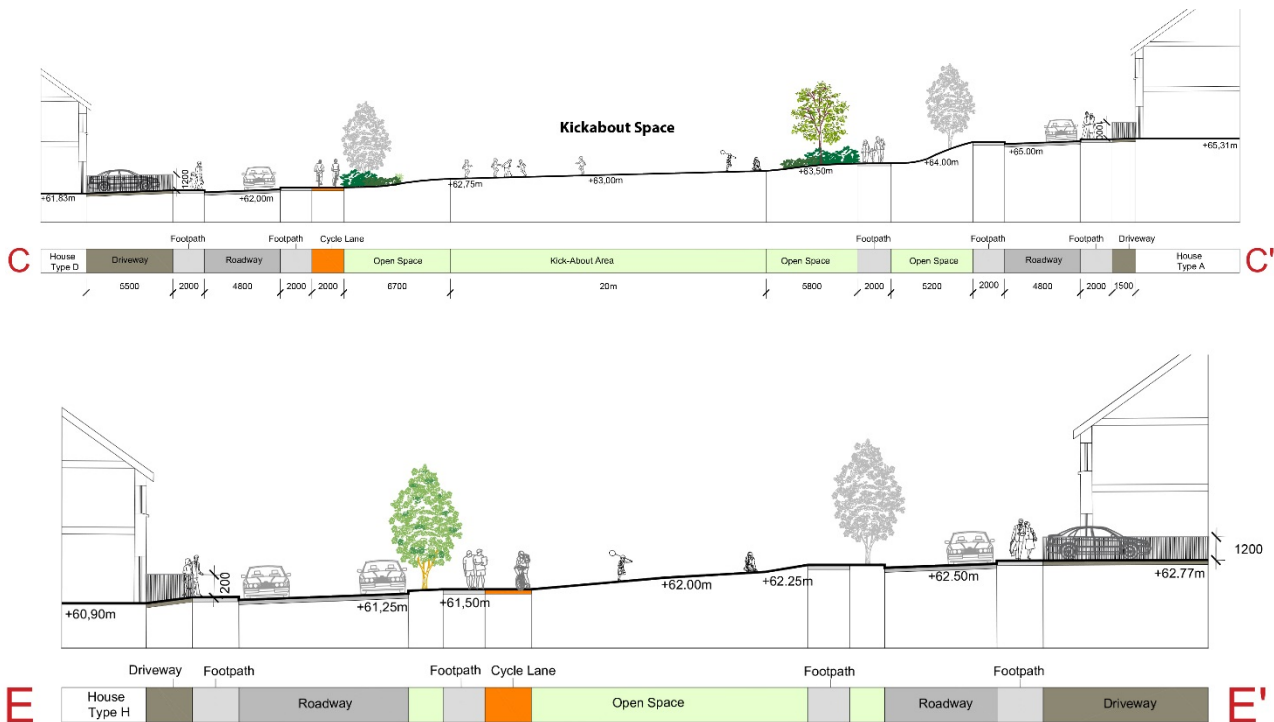 Kickabout Space
1200
+61.83m
+62,00m
+62,75m
+63,00m
+63,50m
+64,00m
+65.00m
+65,31m
Footpath
Footpath
Cycle Lane
Footpath
Footpath
Footpath
Driveway
C
House
Type D
Driveway
Roadway
Open Space
Kick-About Area
Open Space
Open Space
Roadway
House
Type A
C'
5500
2000
4800
2000
2000
6700
20m
5800
2000
5200
2000
4800
2000
1500
1200
+60,90m
+61,25m
+61,50m
+62.00m
+62.25m
+62.50m
+62.77m
Driveway
Footpath
Footpath
Cycle Lane
Footpath
Footpath
E
House
Type H
Roadway
Open Space
Roadway
Driveway
E'